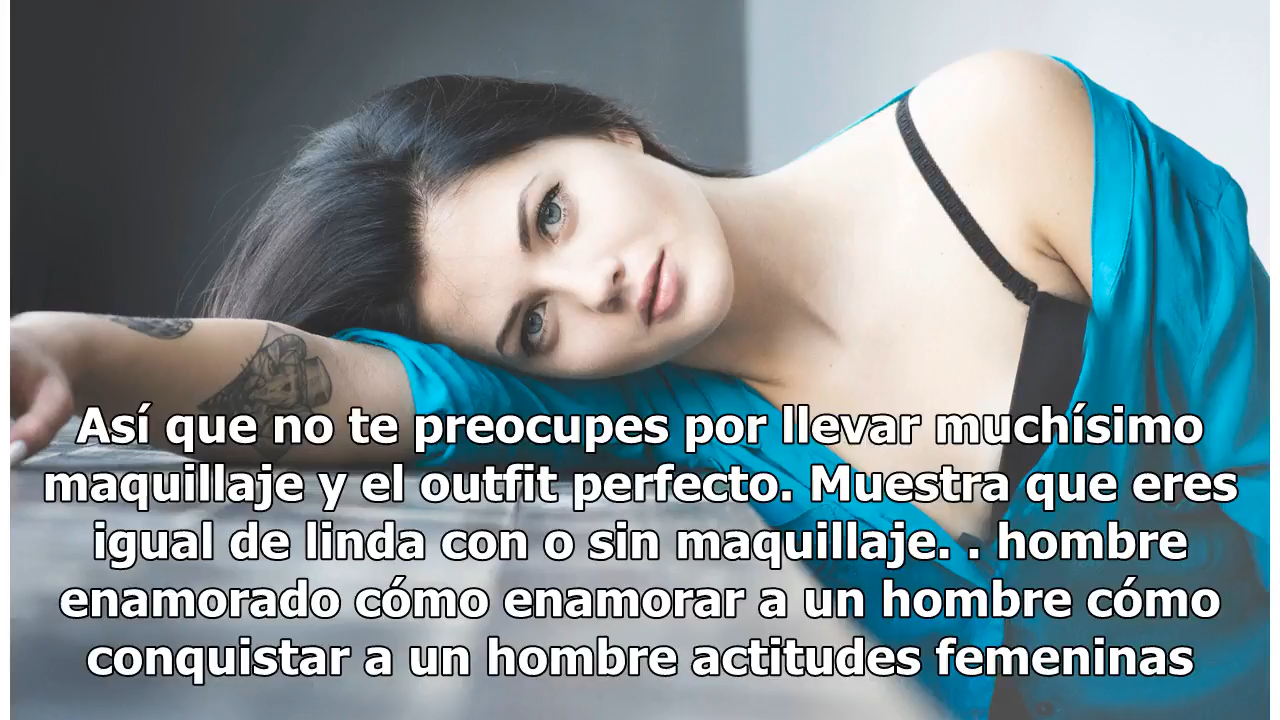 Así que no te preocupes por llevar muchísimo
maquillaje y el outfit perfecto. Muestra que eres
igual de linda con o sin maquillaje. . hombre
enamorado cómo enamorar a un hombre cómo
conquistar a un hombre actitudes femeninas